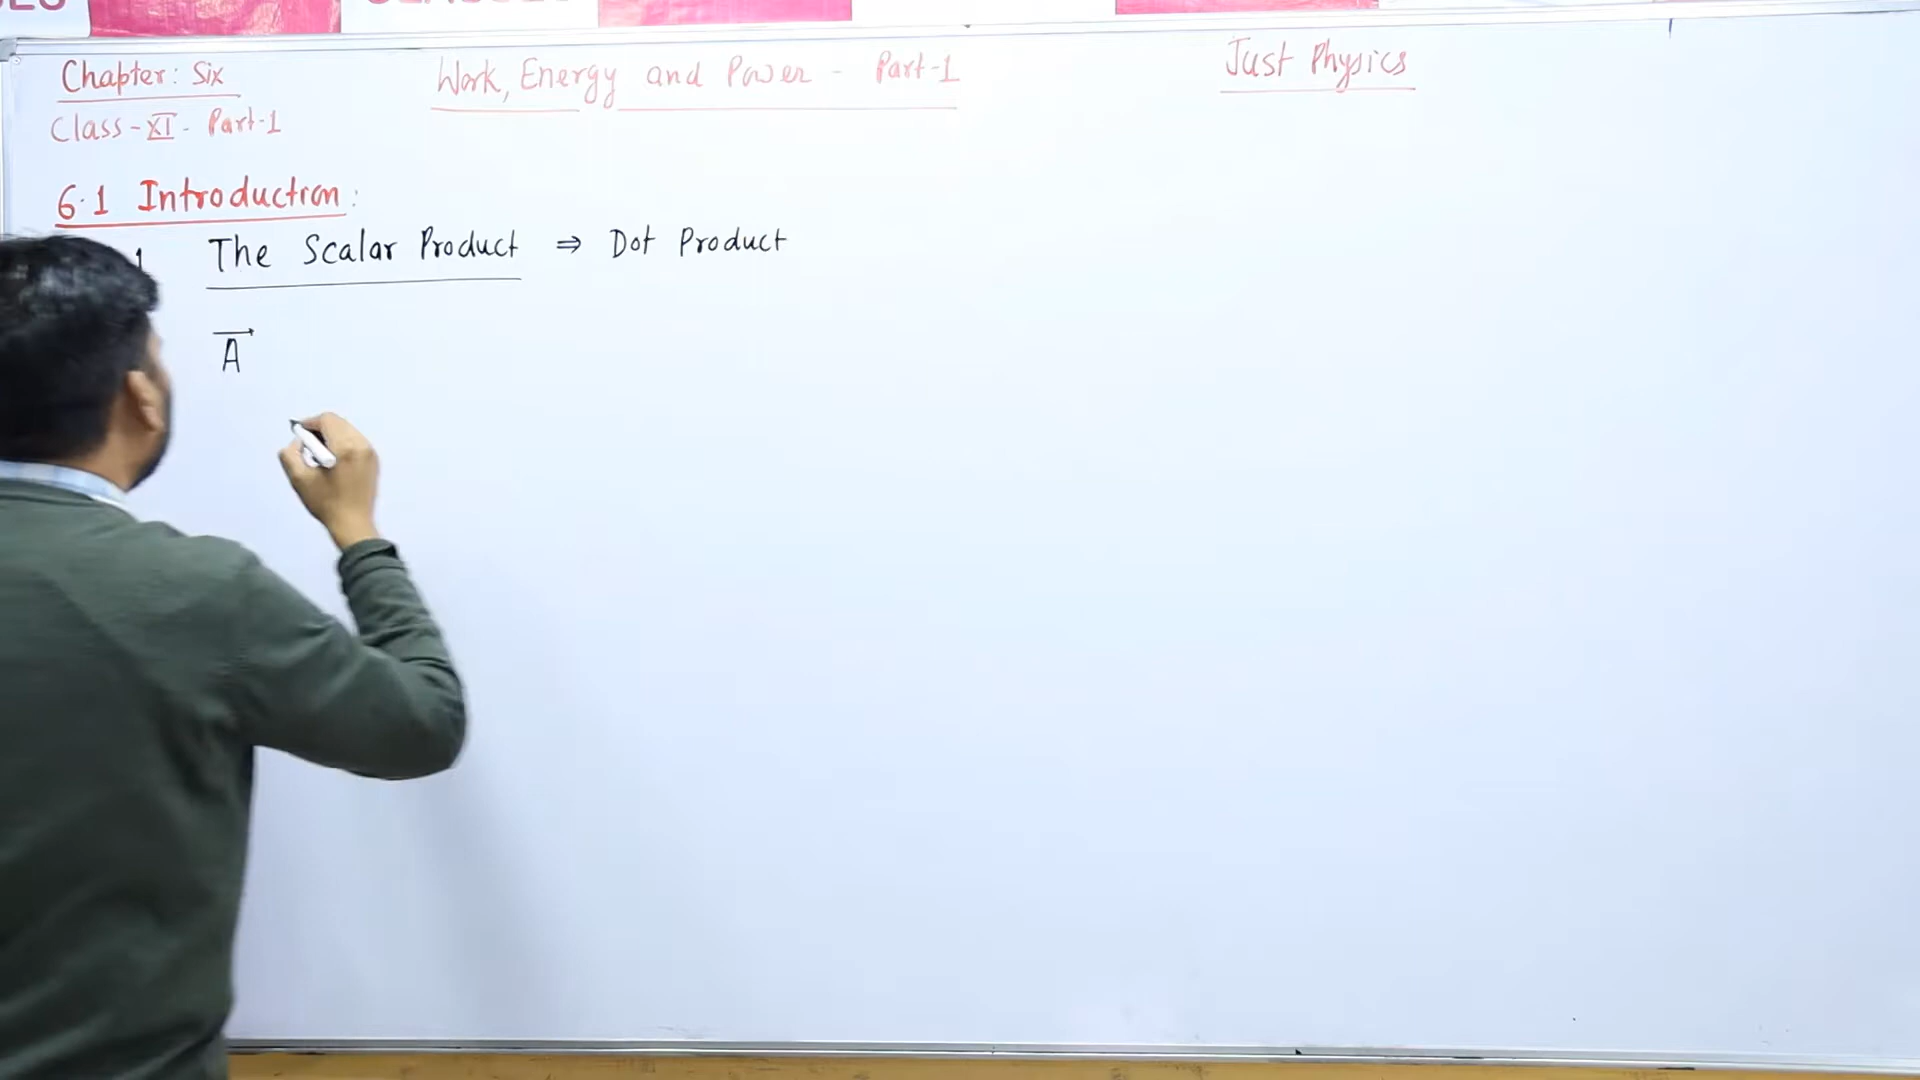 Chapter: Six
Work, Energy and Power - Part-1
Just Physics
Class-XI- Part-1
6.1 Introduction:
1 The Scalar Product ⇒ Dot Product
A⃗